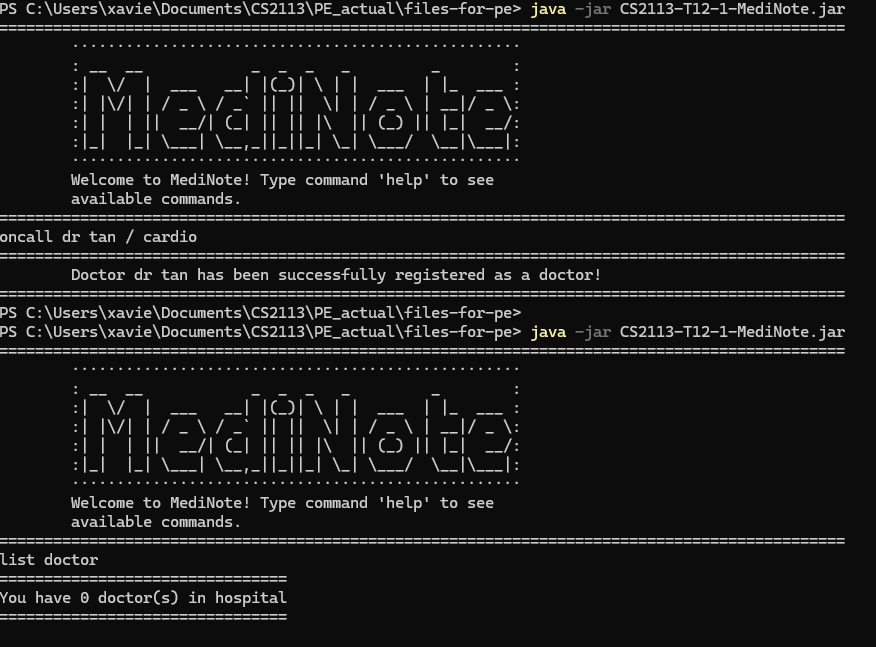 PS C:\Users\xavie\Documents\CS2113\PE_actual\files-for-pe> java -jar CS2113-T12-1-MediNote.jar
MediNote
Welcome to MediNote! Type command 'help' to see
available commands.
oncall dr tan / cardio
Doctor dr tan has been successfully registered as a doctor!
PS C:\Users\xavie\Documents\CS2113\PE_actual\files-for-pe>
PS C:\Users\xavie\Documents\CS2113\PE_actual\files-for-pe> java -jar CS2113-T12-1-MediNote.jar
MediNote
Welcome to MediNote! Type command 'help' to see
available commands.
list doctor
You have 0 doctor(s) in hospital